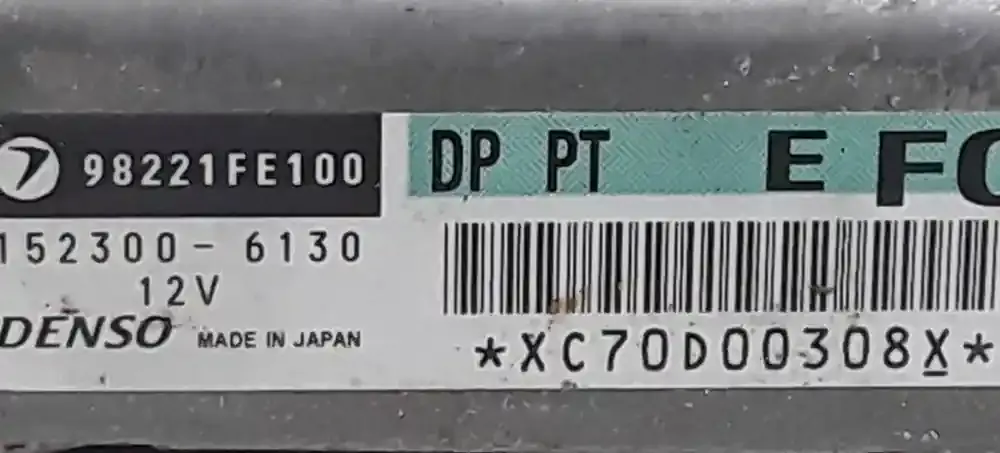 98221FE100
152300-6130
12V
DENSO MADE IN JAPAN
DP PT E FC
*XC70D00308X*